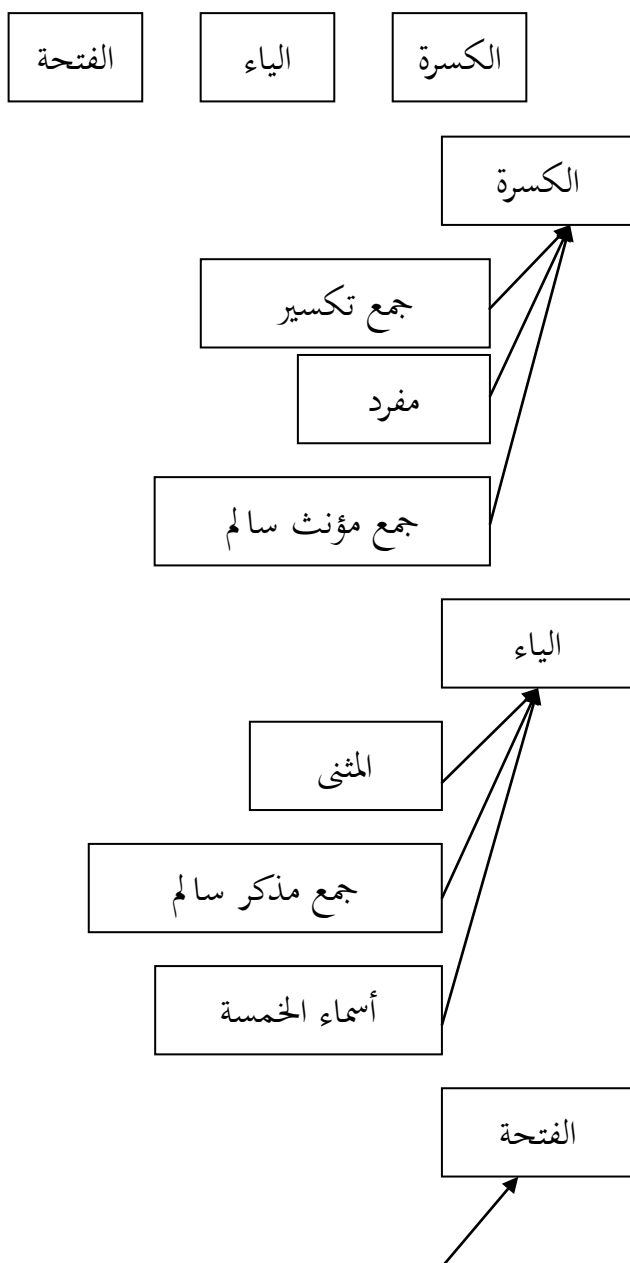 الكسرة الياء الفتحة
الكسرة
جمع تكسير
مفرد
جمع مؤنث سالم
الياء
المثنى
جمع مذكر سالم
أسماء الخمسة
الفتحة